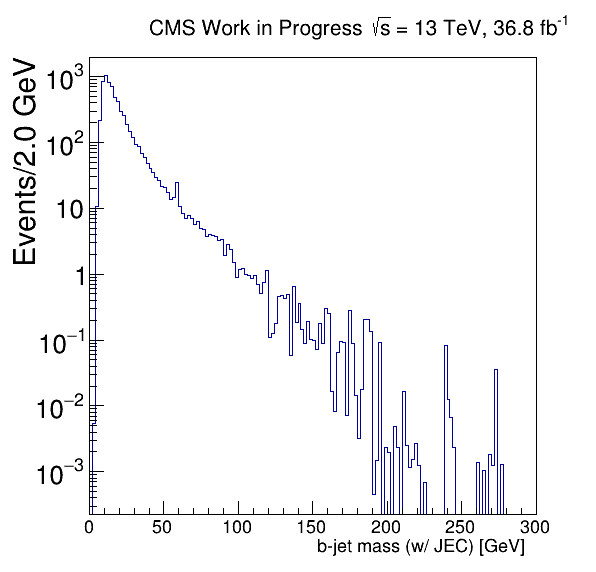 CMS Work in Progress √s = 13 TeV, 36.8 fb⁻¹
Events/2.0 GeV
10³
10²
10
1
10⁻¹
10⁻²
10⁻³
0 50 100 150 200 250 300
b-jet mass (w/ JEC) [GeV]